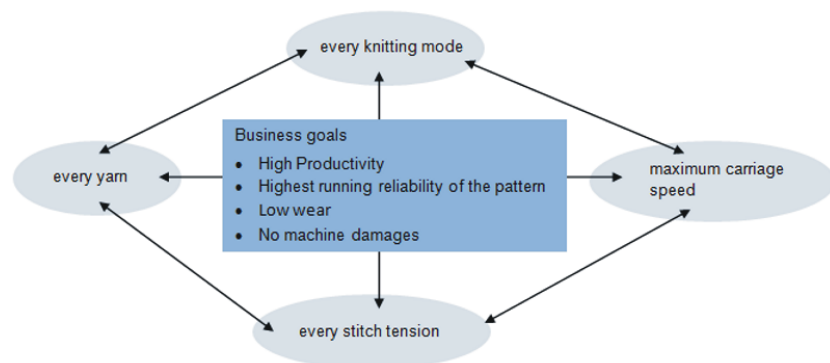 every knitting mode
Business goals
• High Productivity
• Highest running reliability of the pattern
• Low wear
• No machine damages
every yarn
maximum carriage
speed
every stitch tension